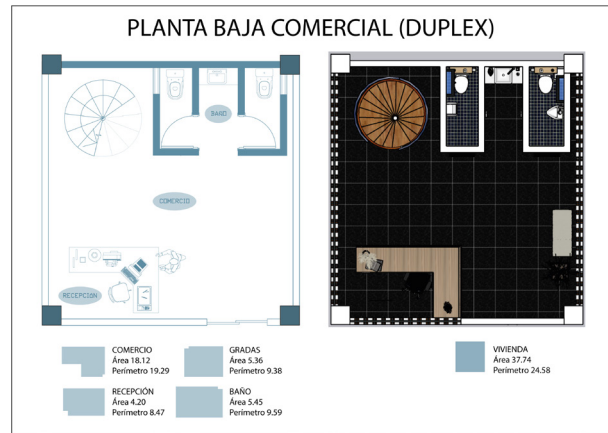 PLANTA BAJA COMERCIAL (DUPLEX)
BAÑO
COMERCIO
RECEPCIÓN
COMERCIO
Área 18.12
Perímetro 19.29
GRADAS
Área 5.36
Perímetro 9.38
RECEPCIÓN
Área 4.20
Perímetro 8.47
BAÑO
Área 5.45
Perímetro 9.59
VIVIENDA
Área 37.74
Perímetro 24.58